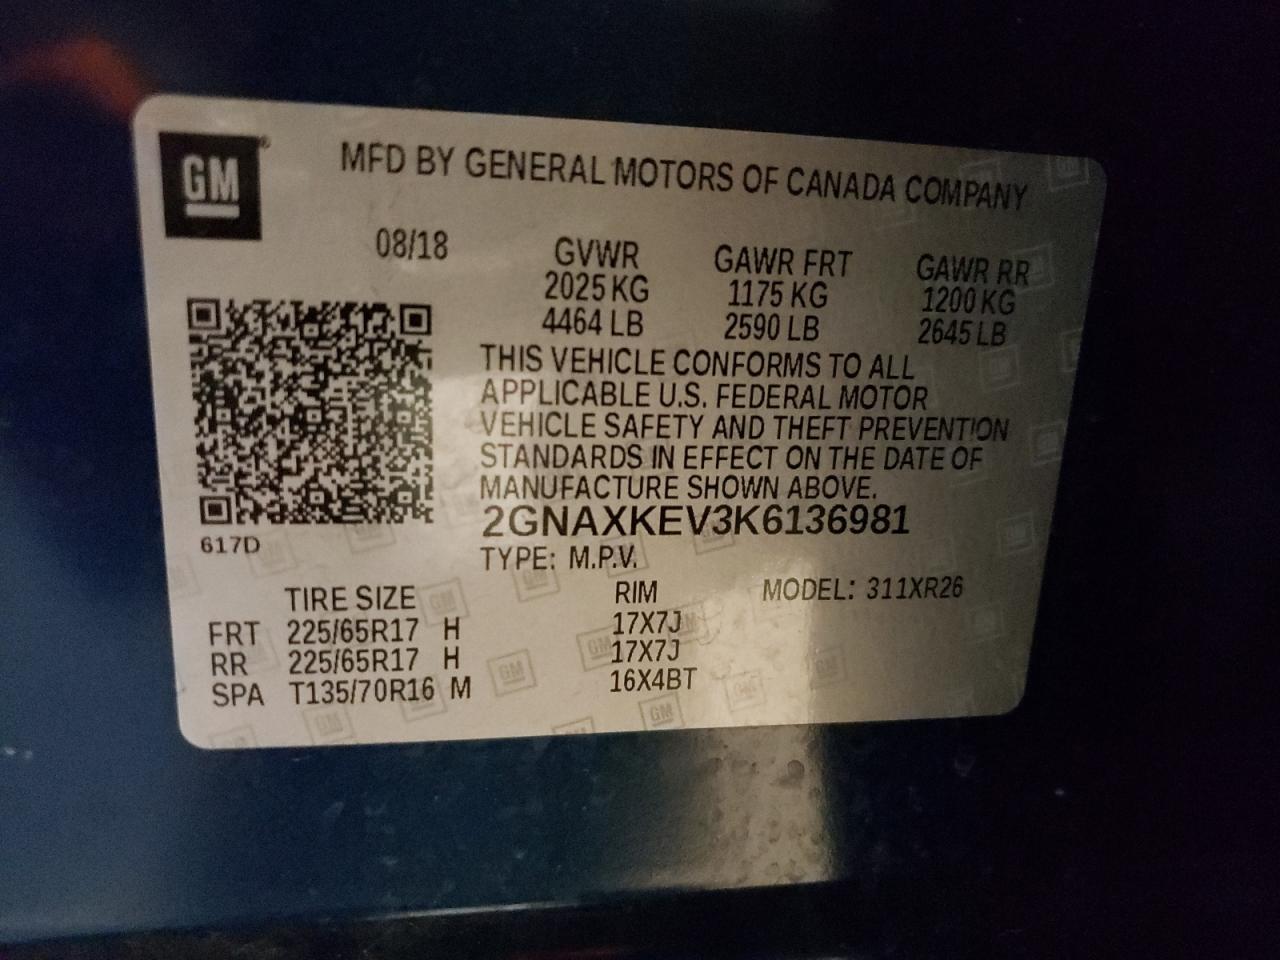 GM
MFD BY GENERAL MOTORS OF CANADA COMPANY
08/18 GVWR GAWR FRT GAWR RR
2025 KG 1175 KG 1200 KG
4464 LB 2590 LB 2645 LB
THIS VEHICLE CONFORMS TO ALL
APPLICABLE U.S. FEDERAL MOTOR
VEHICLE SAFETY AND THEFT PREVENTION
STANDARDS IN EFFECT ON THE DATE OF
MANUFACTURE SHOWN ABOVE.
2GNAXKEV3K6136981
617D
TYPE: M.P.V.
TIRE SIZE RIM MODEL: 311XR26
FRT 225/65R17 H 17X7J
RR 225/65R17 H 17X7J
SPA T135/70R16 M 16X4BT